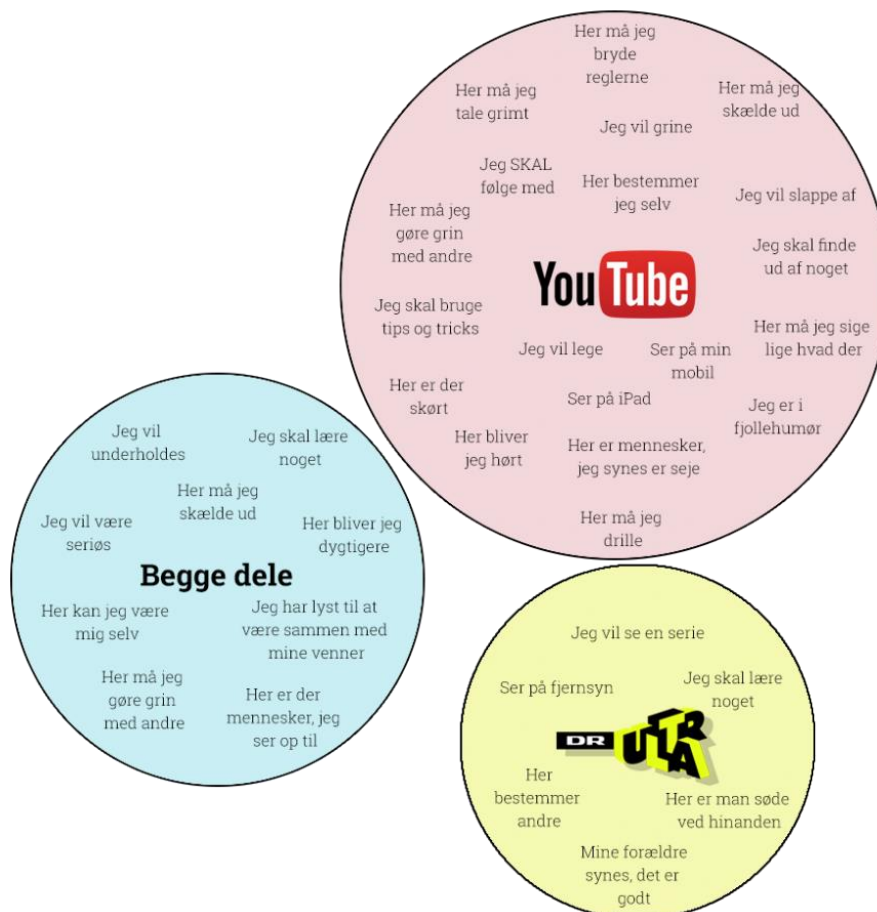 Her må jeg
bryde
reglerne
Her må jeg
tale grimt
Her må jeg
skælde ud
Jeg vil grine
Jeg SKAL
følge med
Her bestemmer
jeg selv
Jeg vil slappe af
Her må jeg
gøre grin
med andre
Jeg skal finde
ud af noget
YouTube
Jeg skal bruge
tips og tricks
Her må jeg sige
lige hvad der
Jeg vil lege
Ser på min
mobil
Her er der
skørt
Ser på iPad
Jeg er i
fjollehumør
Her bliver
jeg hørt
Her er mennesker,
jeg synes er seje
Her må jeg
drille
Jeg vil
underholdes
Jeg skal lære
noget
Her må jeg
skælde ud
Jeg vil være
seriøs
Her bliver jeg
dygtigere
Begge dele
Her kan jeg være
mig selv
Jeg har lyst til at
være sammen med
mine venner
Her må jeg
gøre grin
med andre
Her er der
mennesker, jeg
ser op til
Jeg vil se en serie
Ser på fjernsyn
Jeg skal lære
noget
DR ULTRA
Her
bestemmer
andre
Her er man søde
ved hinanden
Mine forældre
synes, det er
godt